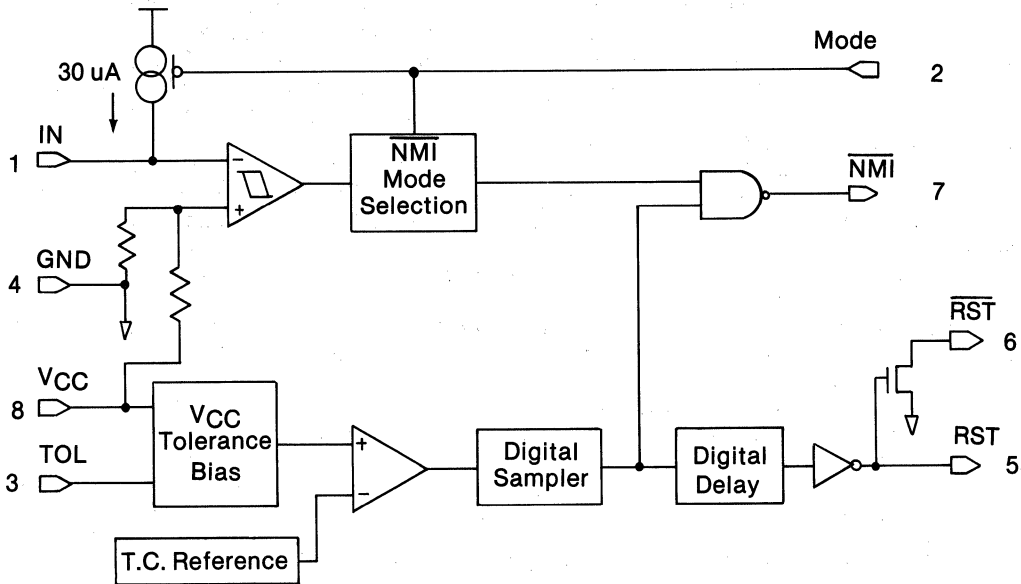 Mode
2
30 uA
IN
1
−
+
NMI
Mode
Selection
NMI
7
GND
4
RST
6
VCC
8
VCC
Tolerance
Bias
TOL
3
+
−
Digital
Sampler
Digital
Delay
RST
5
T.C. Reference